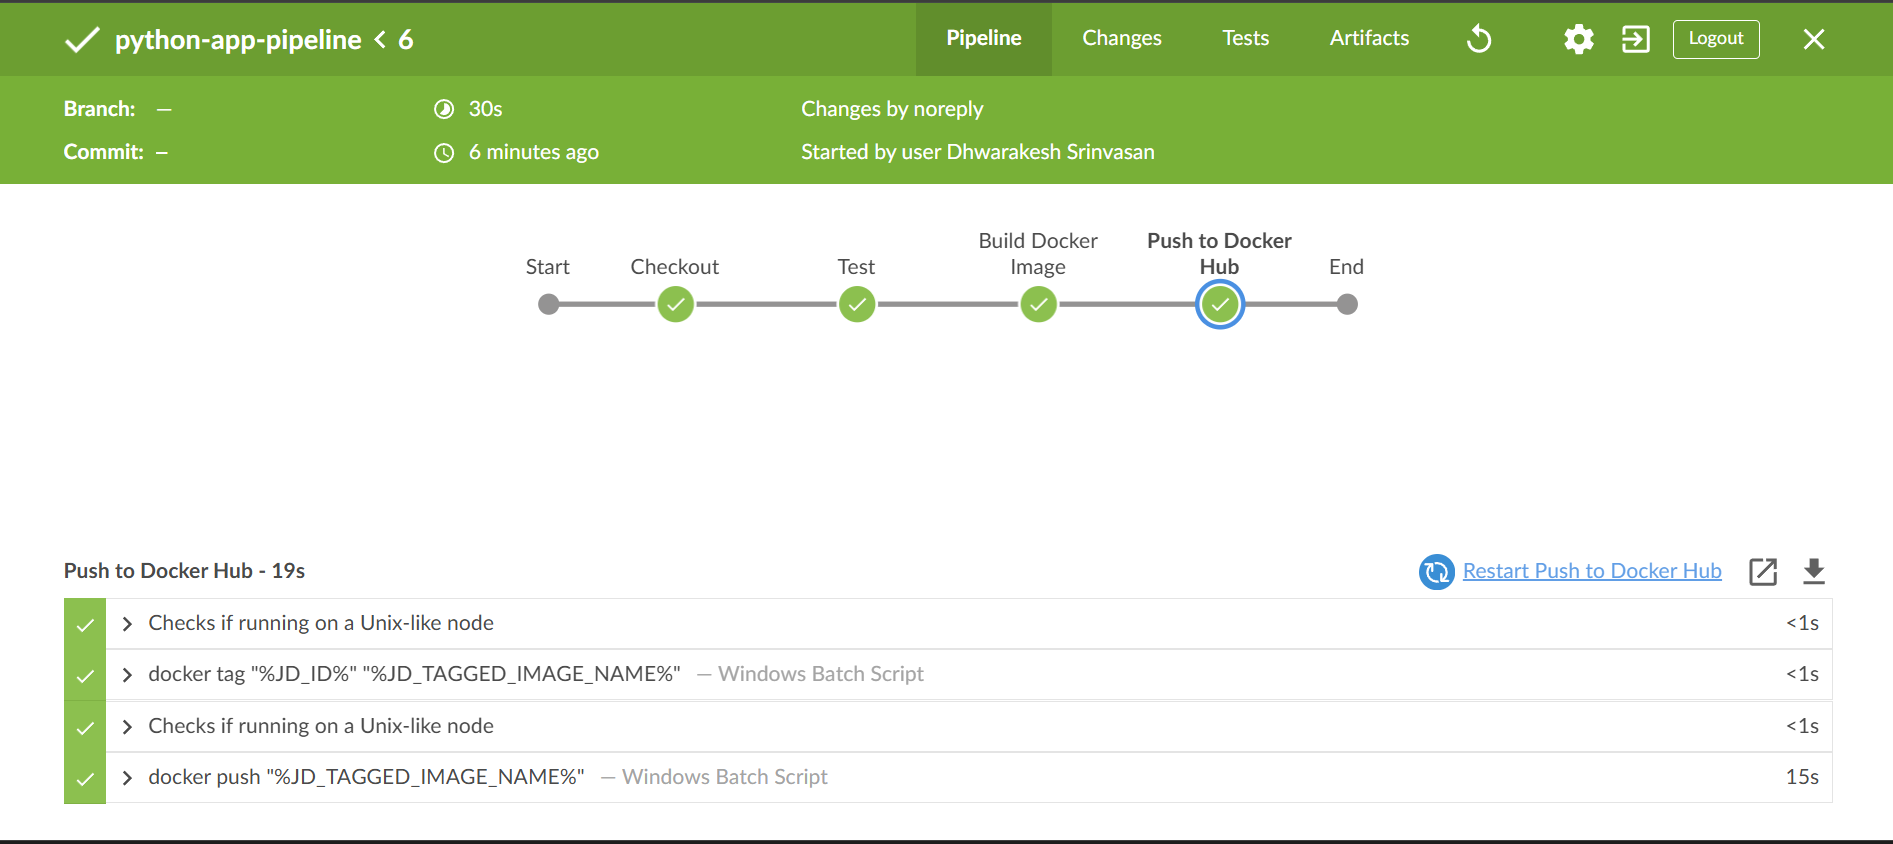 python-app-pipeline < 6
Pipeline
Changes
Tests
Artifacts
Logout
Branch: —
30s
Changes by noreply
Commit: –
6 minutes ago
Started by user Dhwarakesh Srinvasan
Start
Checkout
Test
Build Docker
Image
Push to Docker
Hub
End
Push to Docker Hub - 19s
Restart Push to Docker Hub
Checks if running on a Unix-like node
<1s
docker tag "%JD_ID%" "%JD_TAGGED_IMAGE_NAME%" — Windows Batch Script
<1s
Checks if running on a Unix-like node
<1s
docker push "%JD_TAGGED_IMAGE_NAME%" — Windows Batch Script
15s